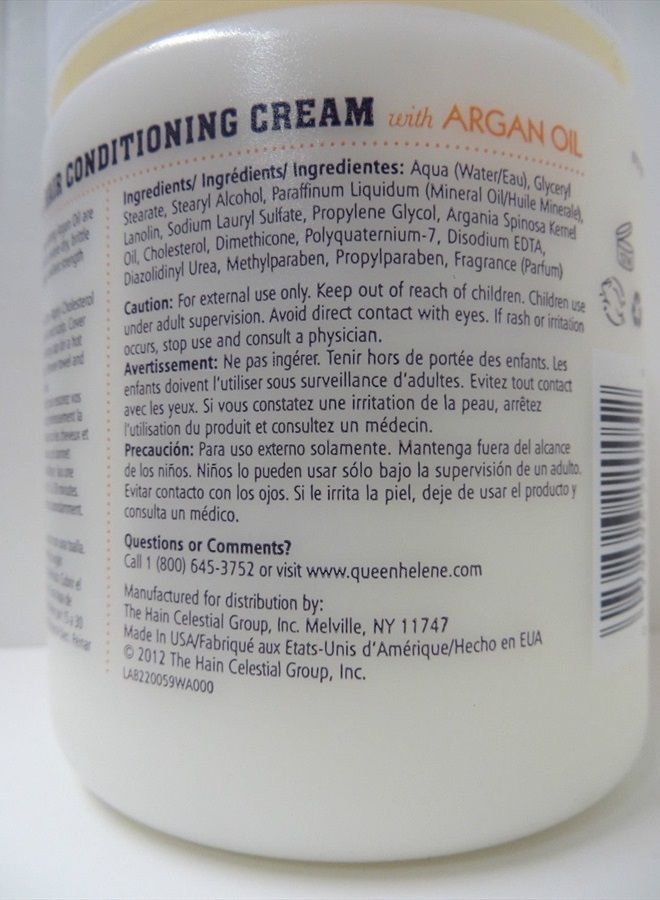 HAIR CONDITIONING CREAM with ARGAN OIL
Ingredients/ Ingrédients/ Ingredientes: Aqua (Water/Eau), Glyceryl
Stearate, Stearyl Alcohol, Paraffinum Liquidum (Mineral Oil/Huile Minerale),
Lanolin, Sodium Lauryl Sulfate, Propylene Glycol, Argania Spinosa Kernel
Oil, Cholesterol, Dimethicone, Polyquaternium-7, Disodium EDTA,
Diazolidinyl Urea, Methylparaben, Propylparaben, Fragrance (Parfum)
Caution: For external use only. Keep out of reach of children. Children use
under adult supervision. Avoid direct contact with eyes. If rash or irritation
occurs, stop use and consult a physician.
Avertissement: Ne pas ingérer. Tenir hors de portée des enfants. Les
enfants doivent l'utiliser sous surveillance d'adultes. Evitez tout contact
avec les yeux. Si vous constatez une irritation de la peau, arrêtez
l'utilisation du produit et consultez un médecin.
Precaución: Para uso externo solamente. Mantenga fuera del alcance
de los niños. Niños lo pueden usar sólo bajo la supervisión de un adulto.
Evitar contacto con los ojos. Si le irrita la piel, deje de usar el producto y
consulta un médico.
Questions or Comments?
Call 1 (800) 645-3752 or visit www.queenhelene.com
Manufactured for distribution by:
The Hain Celestial Group, Inc. Melville, NY 11747
Made In USA/Fabriqué aux Etats-Unis d'Amérique/Hecho en EUA
© 2012 The Hain Celestial Group, Inc.
LAB220059WA000